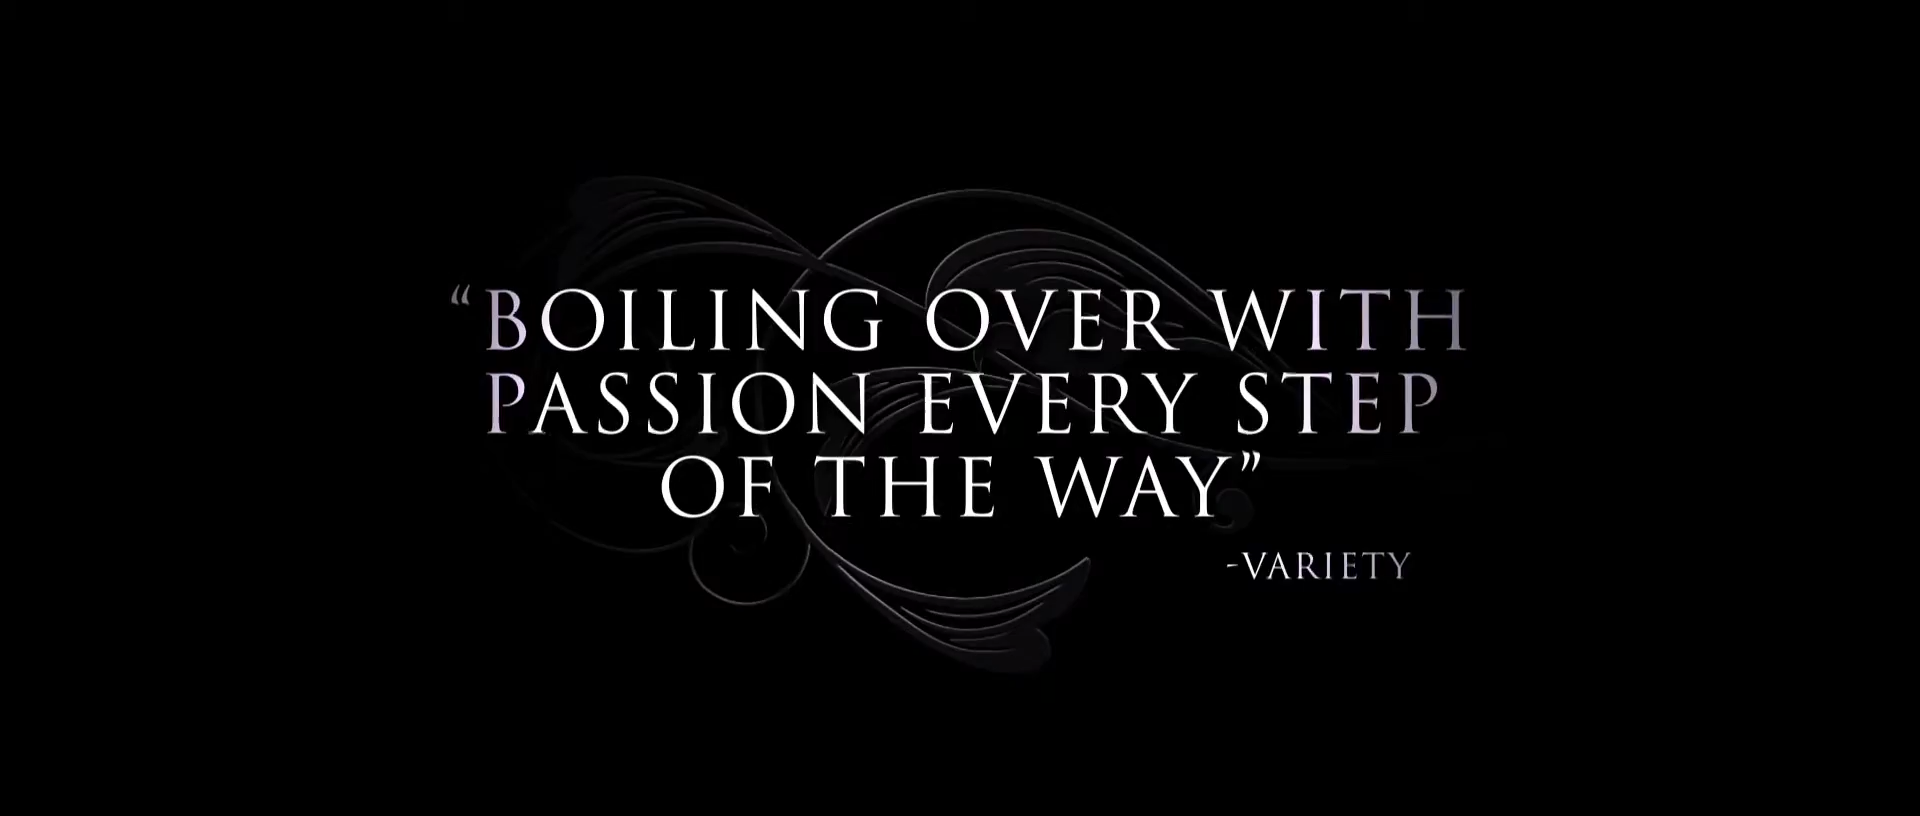 “BOILING OVER WITH
PASSION EVERY STEP
OF THE WAY”
-VARIETY